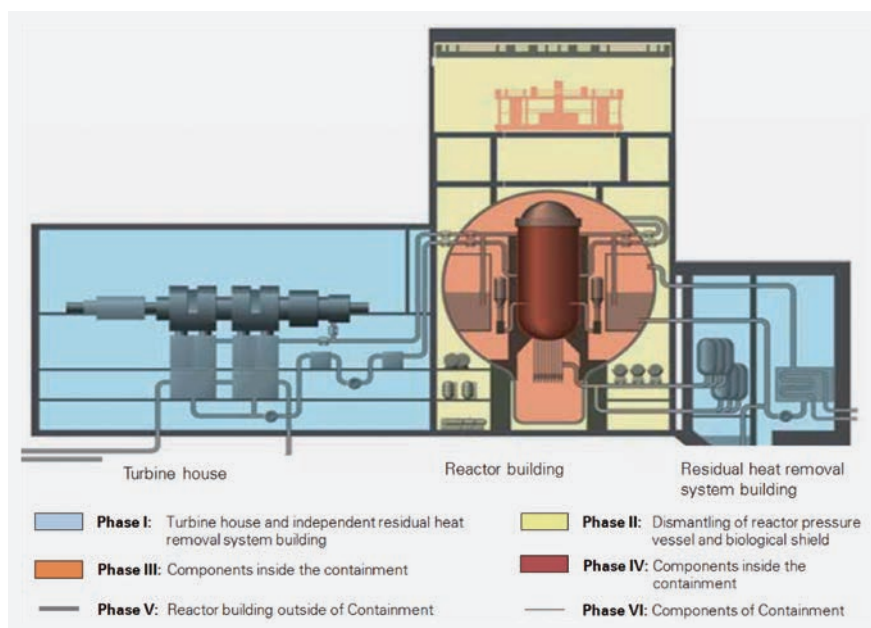 Turbine house
Reactor building
Residual heat removal
system building
Phase I: Turbine house and independent residual heat
removal system building
Phase II: Dismantling of reactor pressure
vessel and biological shield
Phase III: Components inside the containment
Phase IV: Components inside the
containment
Phase V: Reactor building outside of Containment
Phase VI: Components of Containment